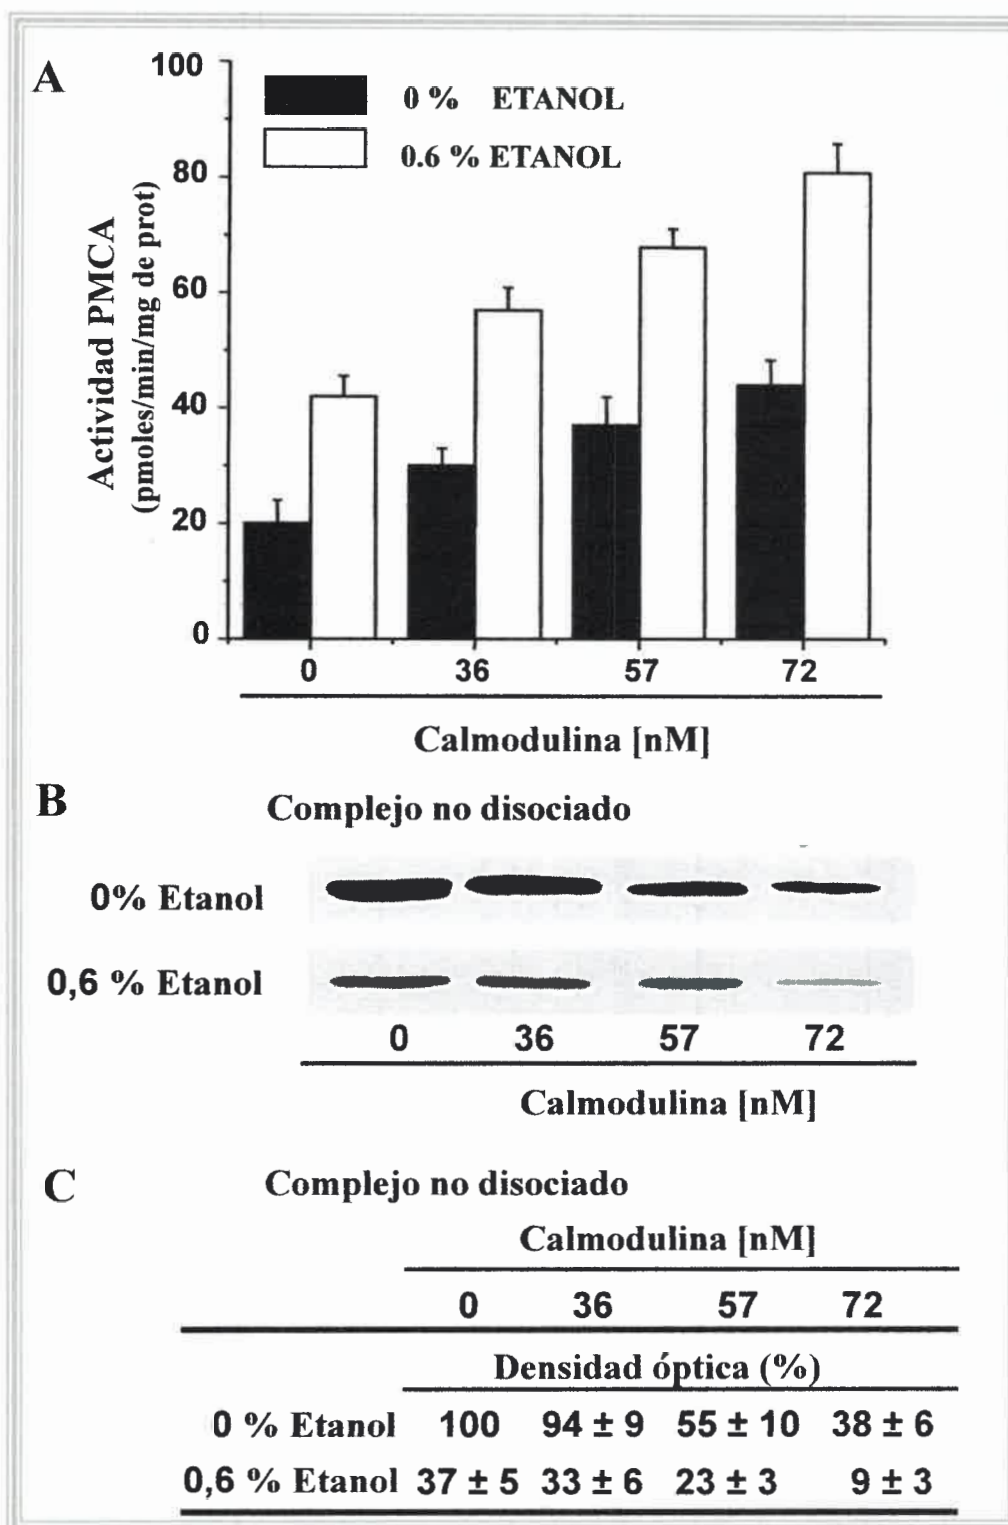 A
100
80
60
40
20
0
Actividad PMCA
(pmoles/min/mg de prot)
0 % ETANOL
0.6 % ETANOL
0 36 57 72
Calmodulina [nM]
B
Complejo no disociado
0% Etanol
0,6 % Etanol
0 36 57 72
Calmodulina [nM]
C
Complejo no disociado
Calmodulina [nM]
0 36 57 72
Densidad óptica (%)
0 % Etanol 100 94 ± 9 55 ± 10 38 ± 6
0,6 % Etanol 37 ± 5 33 ± 6 23 ± 3 9 ± 3